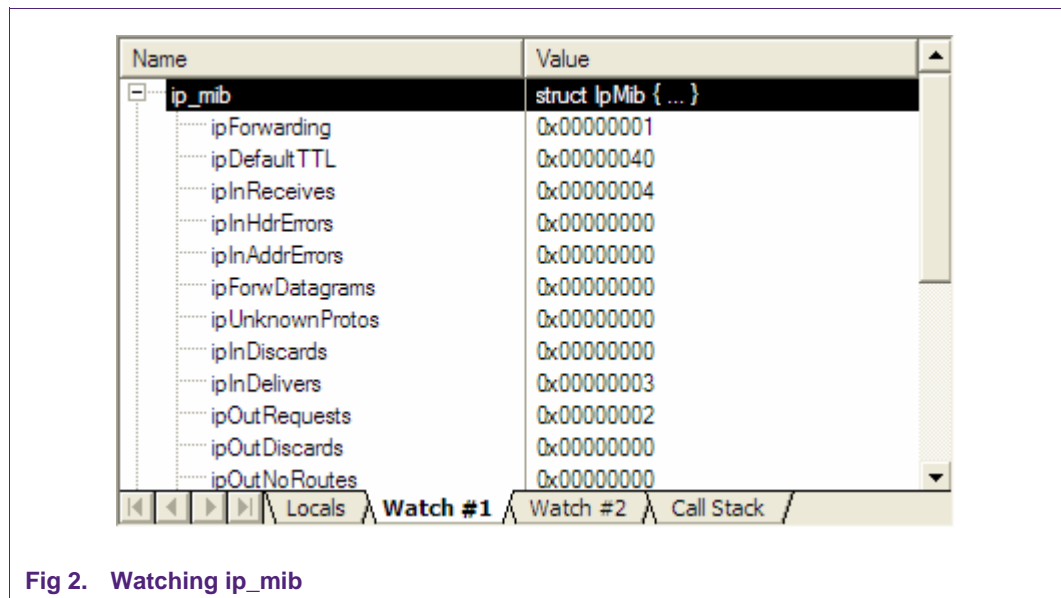 Name Value
ip_mib struct IpMib { ... }
ipForwarding 0x00000001
ipDefaultTTL 0x00000040
ipInReceives 0x00000004
ipInHdrErrors 0x00000000
ipInAddrErrors 0x00000000
ipForwDatagrams 0x00000000
ipUnknownProtos 0x00000000
ipInDiscards 0x00000000
ipInDelivers 0x00000003
ipOutRequests 0x00000002
ipOutDiscards 0x00000000
ipOutNoRoutes 0x00000000
Locals Watch #1 Watch #2 Call Stack
Fig 2. Watching ip_mib